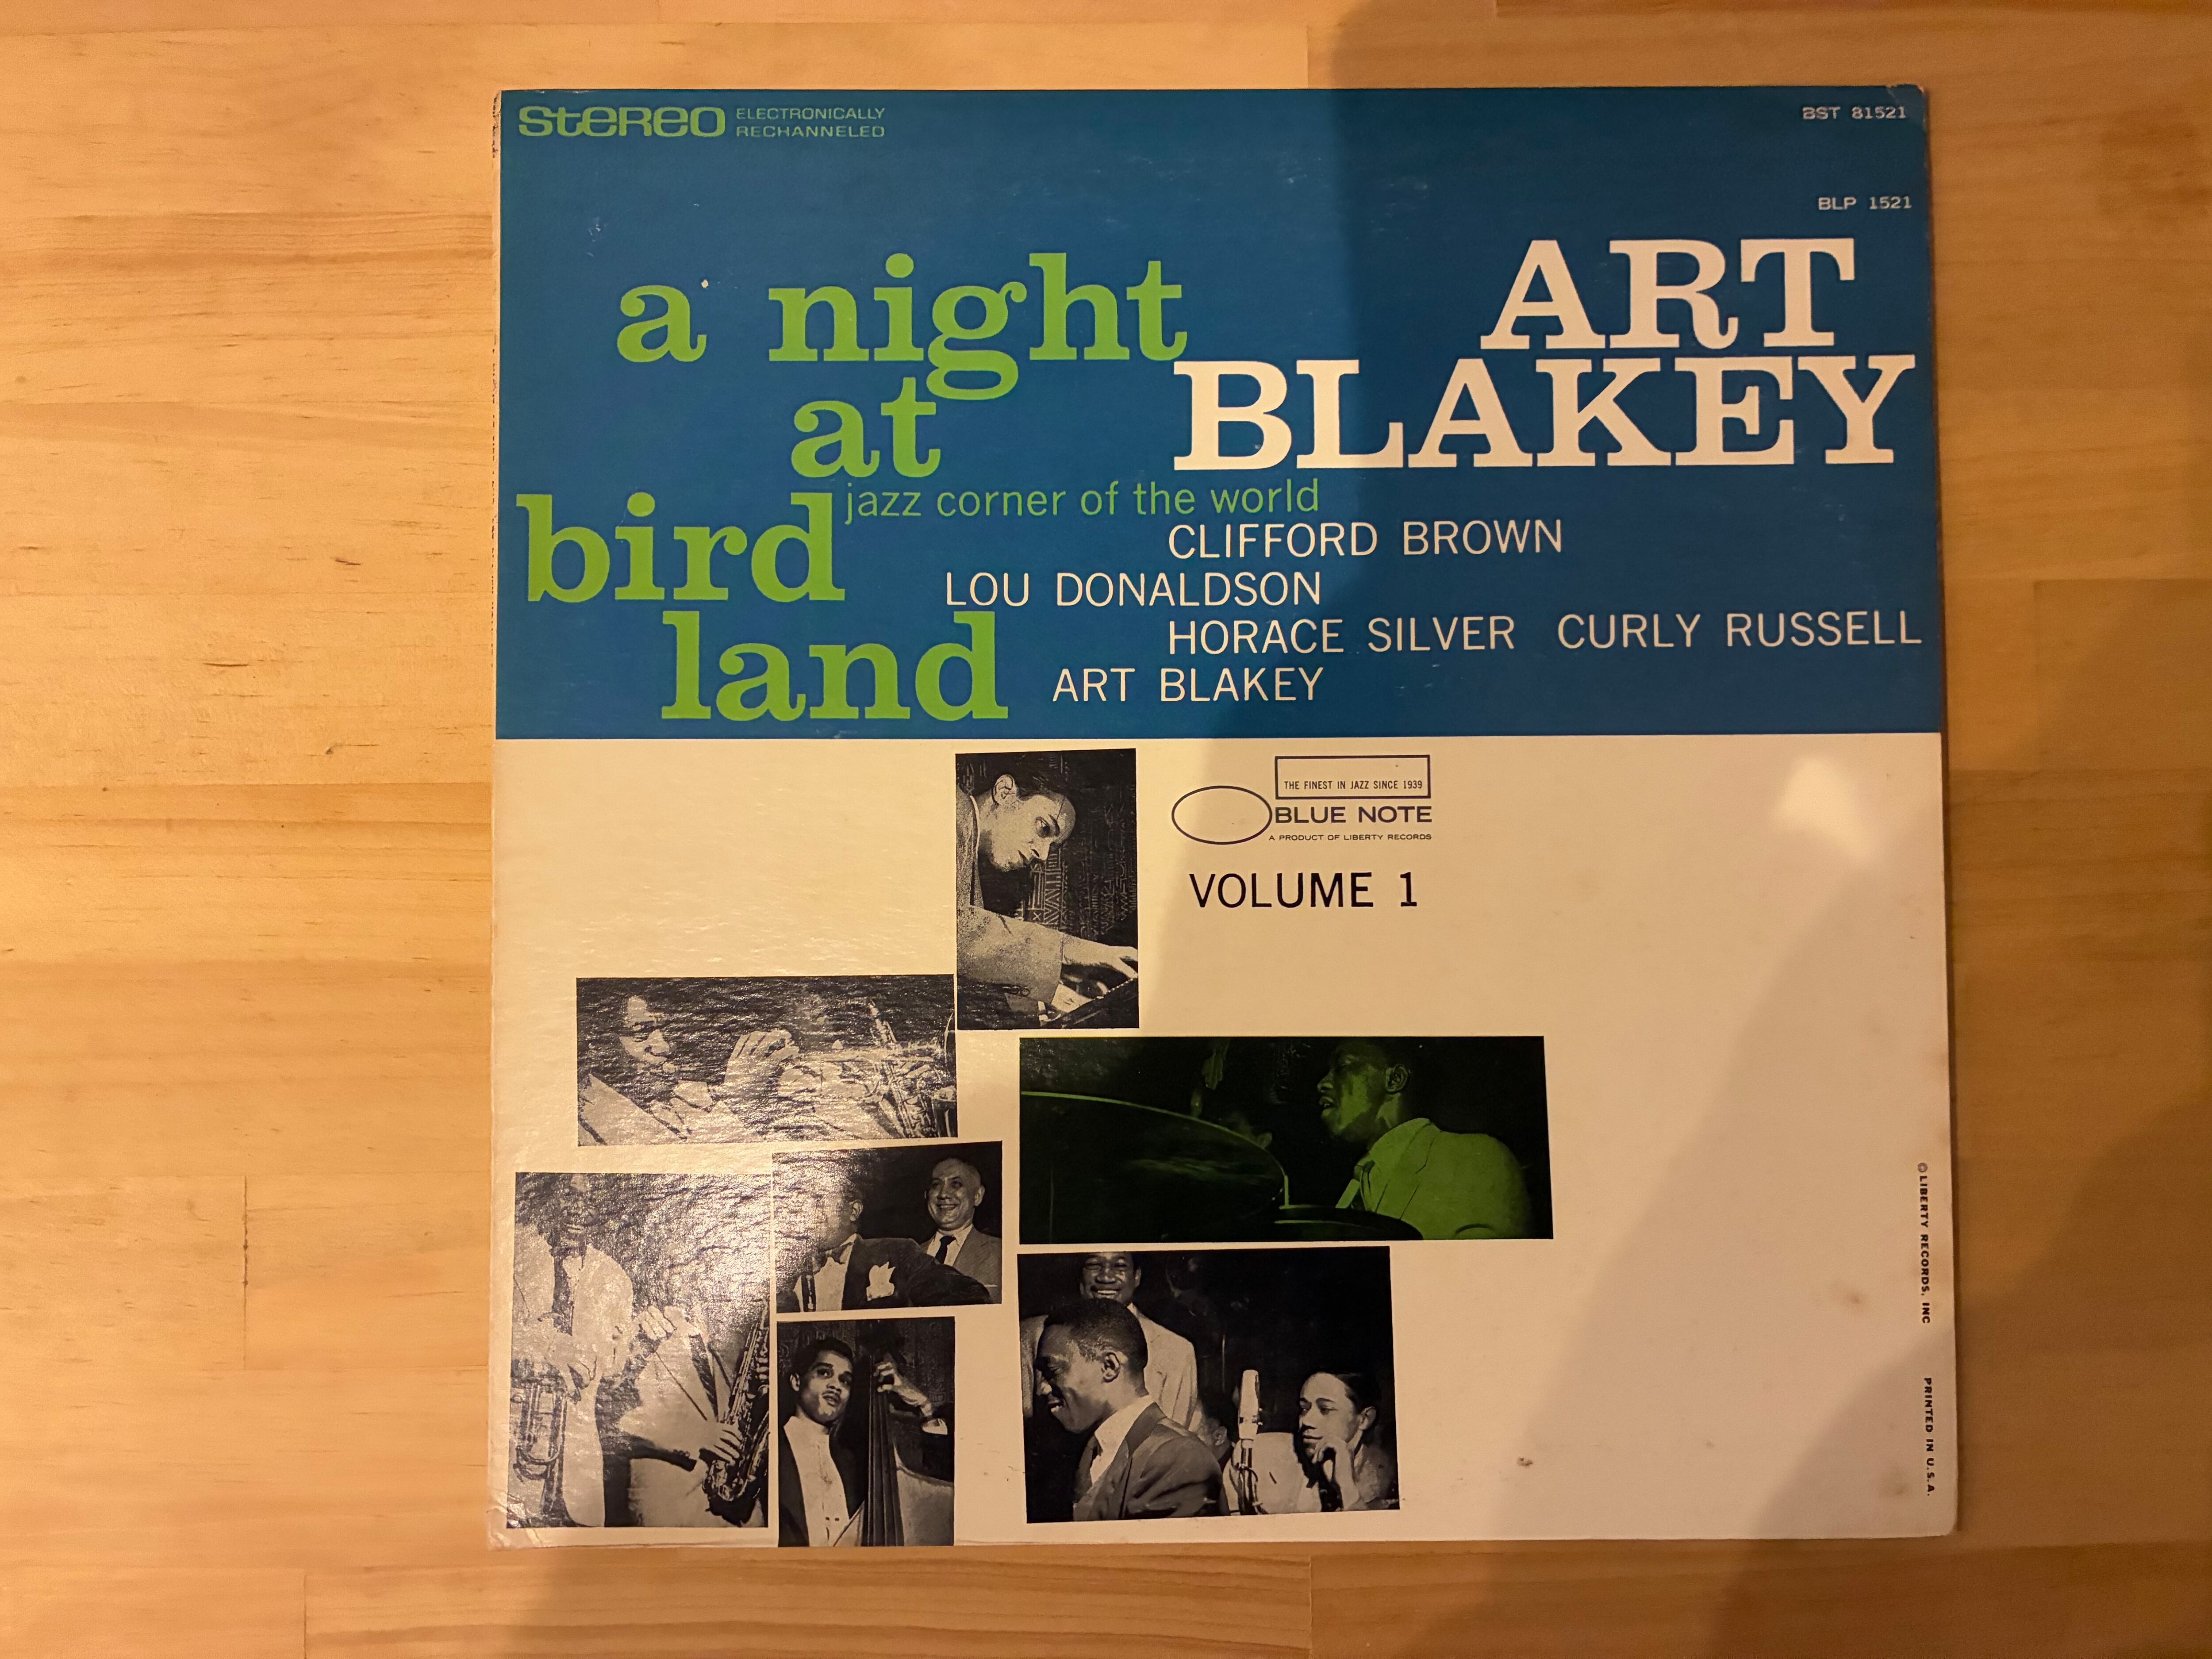 StEREO ELECTRONICALLY
RECHANNELED
BST 81521
BLP 1521
a night
at
bird
land
jazz corner of the world
ART
BLAKEY
CLIFFORD BROWN
LOU DONALDSON
HORACE SILVER CURLY RUSSELL
ART BLAKEY
THE FINEST IN JAZZ SINCE 1939
BLUE NOTE
A PRODUCT OF LIBERTY RECORDS
VOLUME 1
© LIBERTY RECORDS, INC PRINTED IN U.S.A.